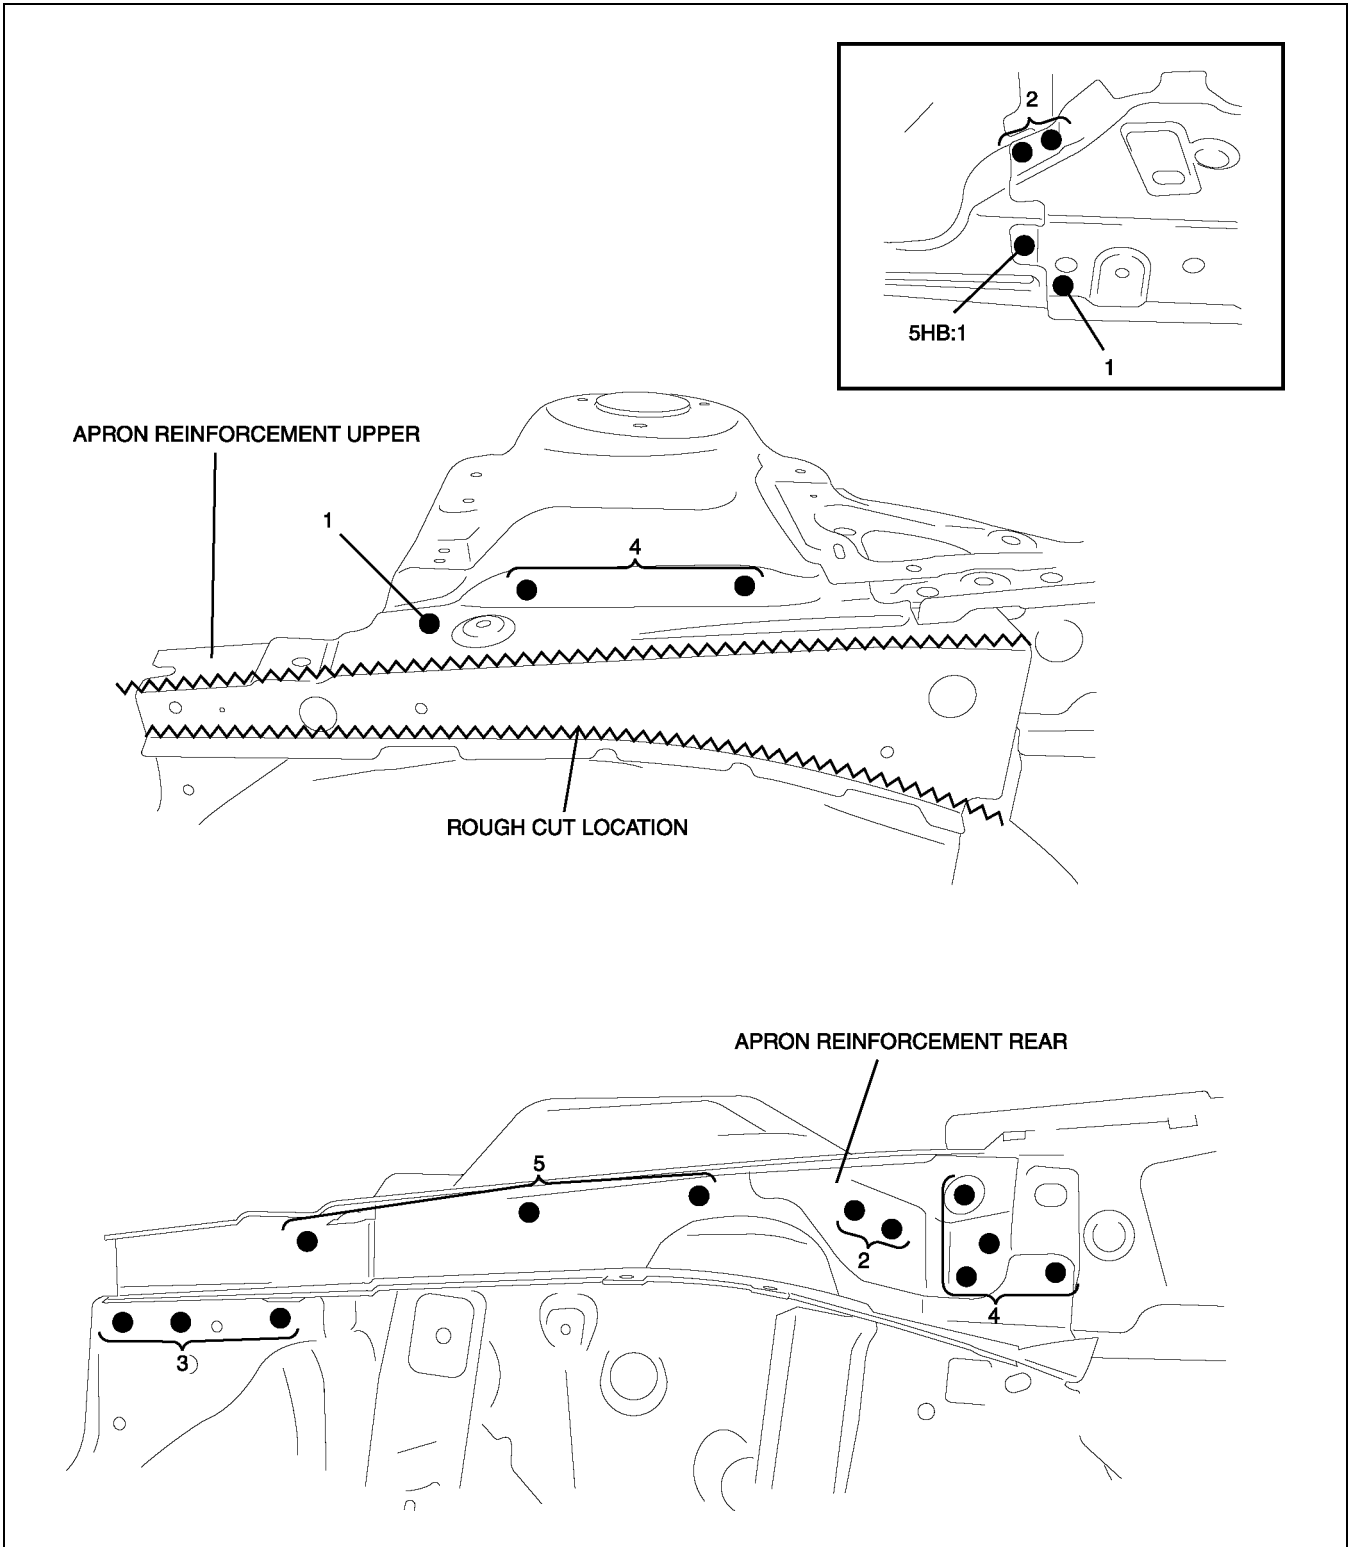 2
5HB:1
1
APRON REINFORCEMENT UPPER
1
4
ROUGH CUT LOCATION
APRON REINFORCEMENT REAR
5
2
4
3